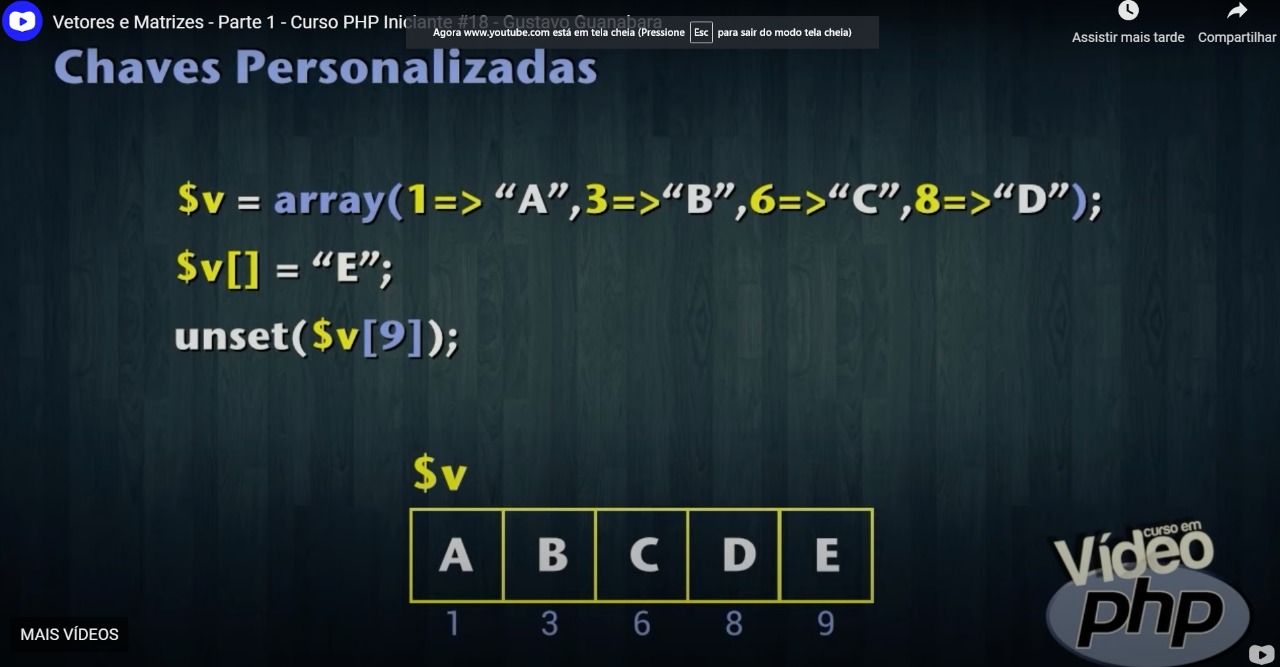 Vetores e Matrizes - Parte 1 - Curso PHP Iniciante #18 - Gustavo Guanabara
Agora www.youtube.com está em tela cheia (Pressione Esc para sair do modo tela cheia)
Assistir mais tarde
Compartilhar
Chaves Personalizadas
$v = array(1=> “A”,3=>“B”,6=>“C”,8=>“D”);
$v[] = “E”;
unset($v[9]);
$v
A B C D E
1 3 6 8 9
curso em
Vídeo
php
MAIS VÍDEOS